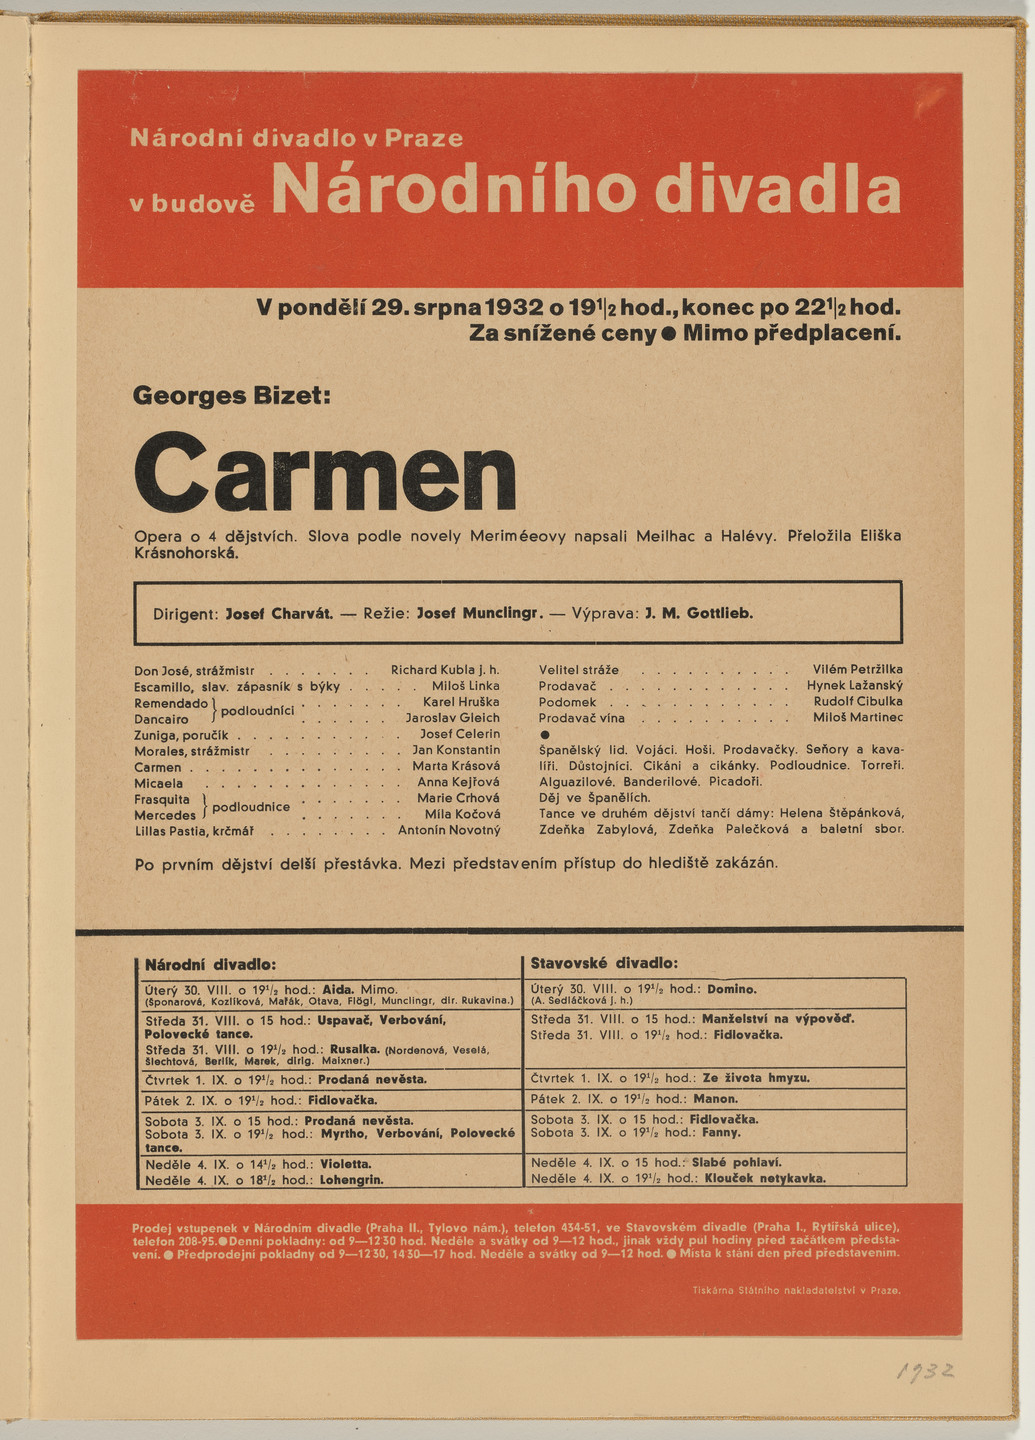 Národní divadlo v Praze
v budově Národního divadla
V pondělí 29. srpna 1932 o 19½ hod., konec po 22½ hod.
Za snížené ceny ● Mimo předplacení.
Georges Bizet:
Carmen
Opera o 4 dějstvích. Slova podle novely Meriméeovy napsali Meilhac a Halévy. Přeložila Eliška
Krásnohorská.
Dirigent: Josef Charvát. — Režie: Josef Munclingr. — Výprava: J. M. Gottlieb.
Don José, strážmistr . . . . . . . Richard Kubla j. h.
Escamillo, slav. zápasník s býky . . . . . Miloš Linka
Remendado } podloudníci . . . . . . . Karel Hruška
Dancairo } . . . . . . Jaroslav Gleich
Zuniga, poručík . . . . . . . . . . . Josef Celerin
Morales, strážmistr . . . . . . . . . Jan Konstantin
Carmen . . . . . . . . . . . . . . Marta Krásová
Micaela . . . . . . . . . . . . . Anna Kejřová
Frasquita } podloudnice . . . . . . . Marie Crhová
Mercedes } . . . . . . . Míla Kočová
Lillas Pastia, krčmář . . . . . . . . Antonín Novotný
Velitel stráže . . . . . . . . . . Vilém Petržilka
Prodavač . . . . . . . . . . . . Hynek Lažanský
Podomek . . . . . . . . . . . . Rudolf Cibulka
Prodavač vína . . . . . . . . . . Miloš Martinec
●
Španělský lid. Vojáci. Hoši. Prodavačky. Seňory a kava-
líři. Důstojníci. Cikáni a cikánky. Podloudnice. Torreři.
Alguazilové. Banderilové. Picadoři.
Děj ve Španělích.
Tance ve druhém dějství tančí dámy: Helena Štěpánková,
Zdeňka Zabylová, Zdeňka Palečková a baletní sbor.
Po prvním dějství delší přestávka. Mezi představením přístup do hlediště zakázán.
Národní divadlo:
Úterý 30. VIII. o 19½ hod.: Aida. Mimo.
(Šponarová, Kozlíková, Mařák, Otava, Flögl, Munclingr, dir. Rukavina.)
Středa 31. VIII. o 15 hod.: Uspavač, Verbování,
Polovecké tance.
Středa 31. VIII. o 19½ hod.: Rusalka. (Nordenová, Veselá,
Šlechtová, Berlík, Marek, dirig. Maixner.)
Čtvrtek 1. IX. o 19½ hod.: Prodaná nevěsta.
Pátek 2. IX. o 19½ hod.: Fidlovačka.
Sobota 3. IX. o 15 hod.: Prodaná nevěsta.
Sobota 3. IX. o 19½ hod.: Myrtho, Verbování, Polovecké
tance.
Neděle 4. IX. o 14½ hod.: Violetta.
Neděle 4. IX. o 18½ hod.: Lohengrin.
Stavovské divadlo:
Úterý 30. VIII. o 19½ hod.: Domino.
(A. Sedláčková j. h.)
Středa 31. VIII. o 15 hod.: Manželství na výpověď.
Středa 31. VIII. o 19½ hod.: Fidlovačka.
Čtvrtek 1. IX. o 19½ hod.: Ze života hmyzu.
Pátek 2. IX. o 19½ hod.: Manon.
Sobota 3. IX. o 15 hod.: Fidlovačka.
Sobota 3. IX. o 19½ hod.: Fanny.
Neděle 4. IX. o 15 hod.: Slabé pohlaví.
Neděle 4. IX. o 19½ hod.: Klouček netykavka.
Prodej vstupenek v Národním divadle (Praha II., Tylovo nám.), telefon 434-51, ve Stavovském divadle (Praha I., Rytířská ulice),
telefon 208-95. ● Denní pokladny: od 9—1230 hod. Neděle a svátky od 9—12 hod., jinak vždy půl hodiny před začátkem předsta-
vení. ● Předprodejní pokladny od 9—1230, 1430—17 hod. Neděle a svátky od 9—12 hod. ● Místa k stání den před představením.
Tiskárna Státního nakladatelství v Praze.
1932